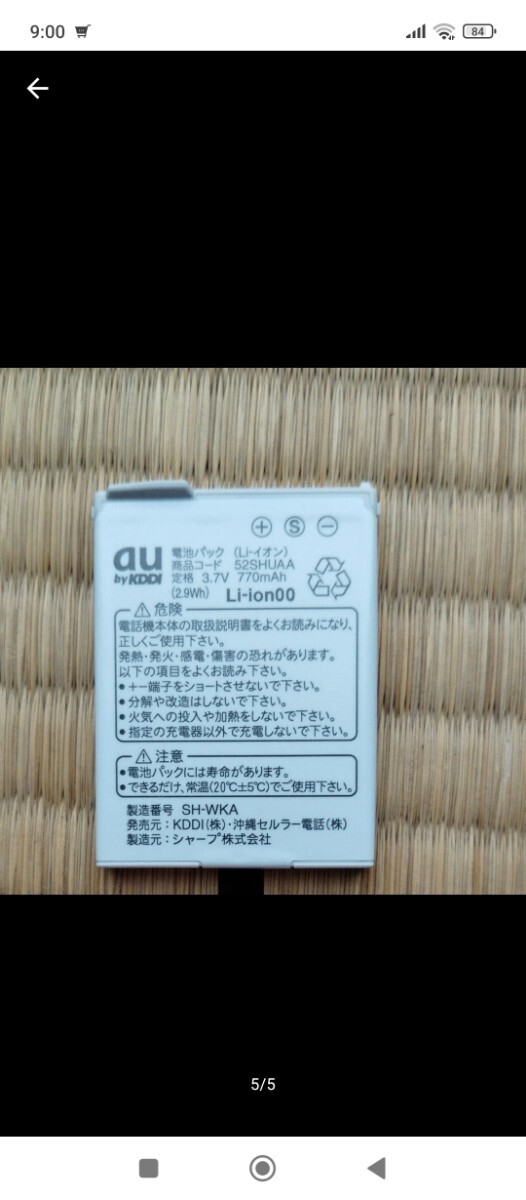 9:00
84
+ S −
au
by KDDI
電池パック (Li-イオン)
商品コード 52SHUAA
定格 3.7V 770mAh
(2.9Wh) Li-ion00
⚠危険
電話機本体の取扱説明書をよくお読みになり、
正しくご使用下さい。
発熱・発火・感電・傷害の恐れがあります。
以下の項目をよくお読み下さい。
●+−端子をショートさせないで下さい。
●分解や改造はしないで下さい。
●火気への投入や加熱をしないで下さい。
●指定の充電器以外で充電しないで下さい。
⚠注意
●電池パックには寿命があります。
●できるだけ,常温(20℃±5℃)でご使用下さい。
製造番号 SH-WKA
発売元:KDDI(株)・沖縄セルラー電話(株)
製造元:シャープ株式会社
5/5